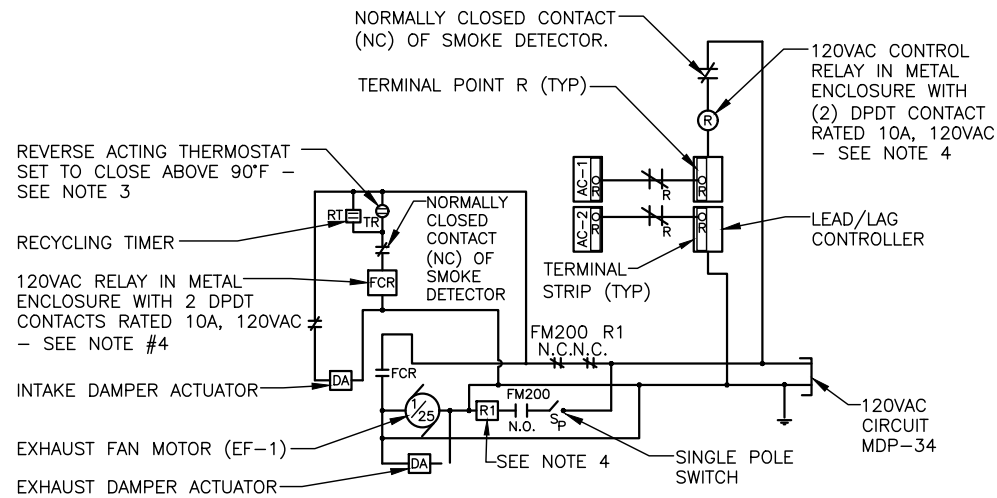 NORMALLY CLOSED CONTACT
(NC) OF SMOKE DETECTOR.
TERMINAL POINT R (TYP)
120VAC CONTROL
RELAY IN METAL
ENCLOSURE WITH
(2) DPDT CONTACT
RATED 10A, 120VAC
– SEE NOTE 4
R
REVERSE ACTING THERMOSTAT
SET TO CLOSE ABOVE 90°F –
SEE NOTE 3
RT
TR
RECYCLING TIMER
NORMALLY
CLOSED
CONTACT
(NC) OF
SMOKE
DETECTOR
AC-1
R
R
R
AC-2
R
R
R
LEAD/LAG
CONTROLLER
TERMINAL
STRIP (TYP)
120VAC RELAY IN METAL
ENCLOSURE WITH 2 DPDT
CONTACTS RATED 10A, 120VAC
– SEE NOTE #4
FCR
FM200 R1
N.C.N.C.
INTAKE DAMPER ACTUATOR
DA
FCR
1/25
R1
FM200
N.O.
SP
120VAC
CIRCUIT
MDP-34
EXHAUST FAN MOTOR (EF-1)
SEE NOTE 4
SINGLE POLE
SWITCH
DA
EXHAUST DAMPER ACTUATOR